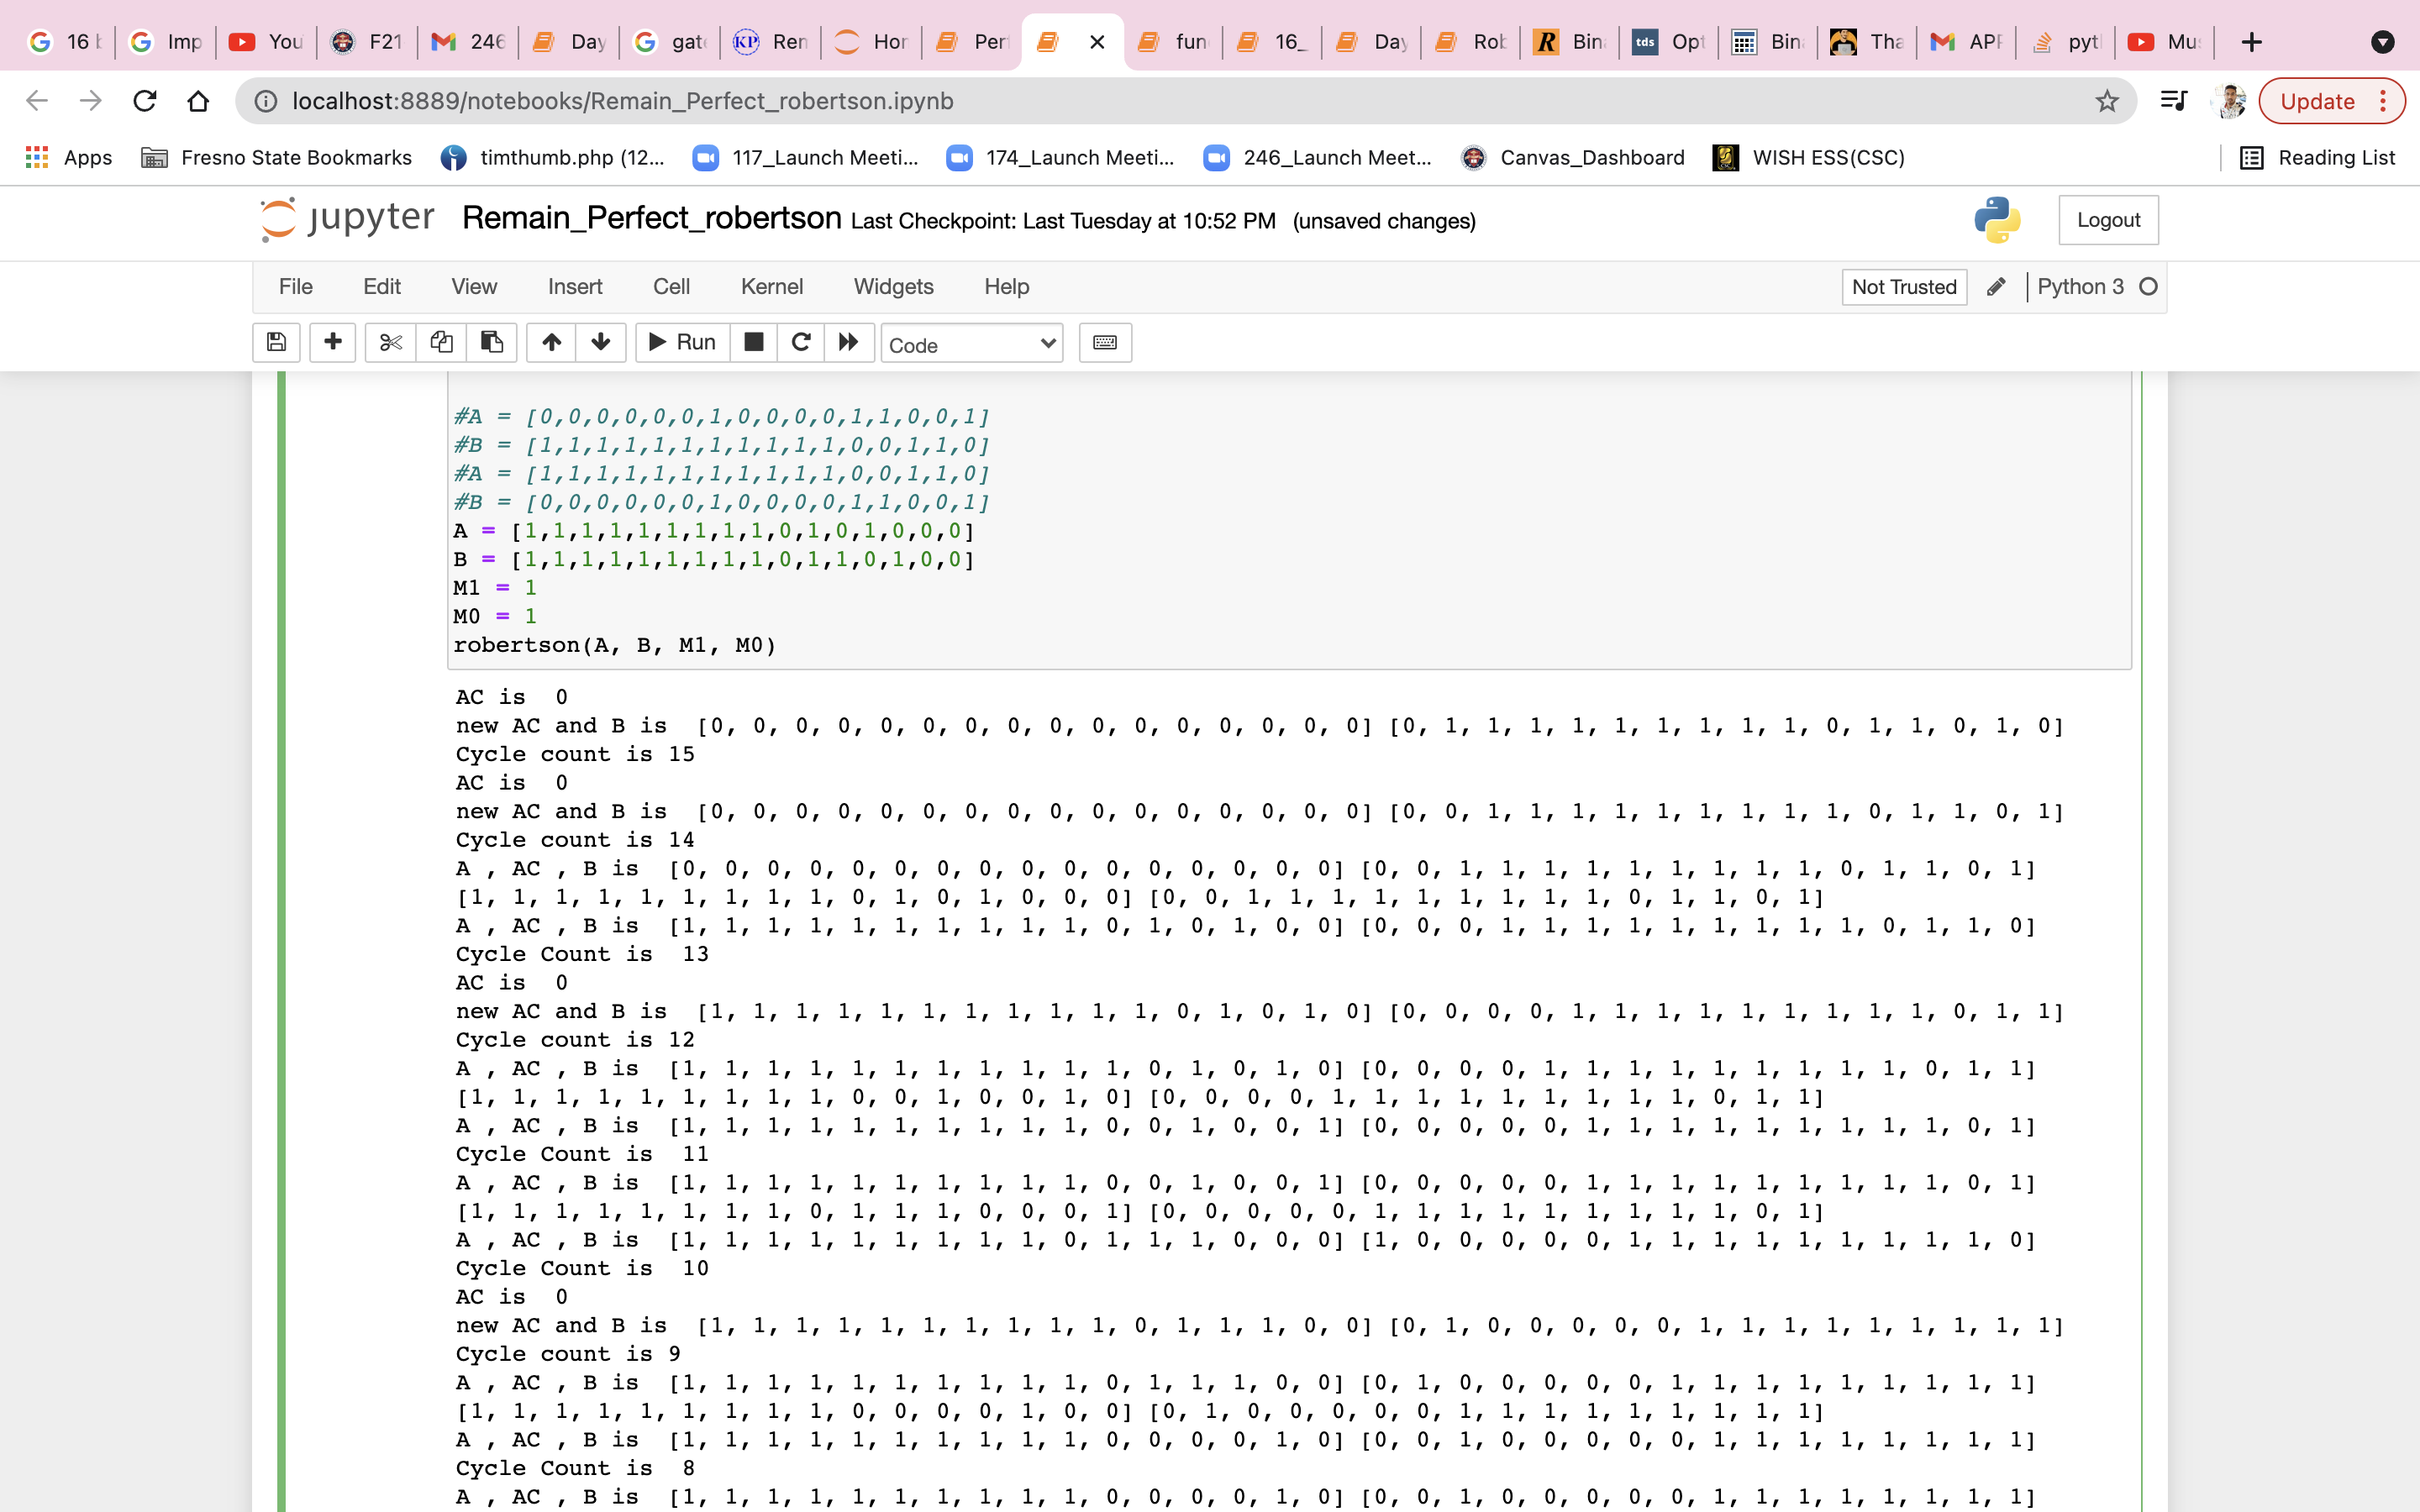 16 b Imp You F21 246 Day gat KP Ren Hor Per fun 16_ Day Rob R Bin tds Opt Bin Tha APF pyt Mu
localhost:8889/notebooks/Remain_Perfect_robertson.ipynb Update
Apps Fresno State Bookmarks timthumb.php (12... 117_Launch Meeti... 174_Launch Meeti... 246_Launch Meet... Canvas_Dashboard WISH ESS(CSC) Reading List
jupyter Remain_Perfect_robertson Last Checkpoint: Last Tuesday at 10:52 PM (unsaved changes) Logout
File Edit View Insert Cell Kernel Widgets Help Not Trusted Python 3
Run Code
#A = [0,0,0,0,0,0,1,0,0,0,0,1,1,0,0,1]
#B = [1,1,1,1,1,1,1,1,1,1,1,0,0,1,1,0]
#A = [1,1,1,1,1,1,1,1,1,1,1,0,0,1,1,0]
#B = [0,0,0,0,0,0,1,0,0,0,0,1,1,0,0,1]
A = [1,1,1,1,1,1,1,1,1,0,1,0,1,0,0,0]
B = [1,1,1,1,1,1,1,1,1,0,1,1,0,1,0,0]
M1 = 1
M0 = 1
robertson(A, B, M1, M0)
AC is 0
new AC and B is [0, 0, 0, 0, 0, 0, 0, 0, 0, 0, 0, 0, 0, 0, 0, 0] [0, 1, 1, 1, 1, 1, 1, 1, 1, 1, 0, 1, 1, 0, 1, 0]
Cycle count is 15
AC is 0
new AC and B is [0, 0, 0, 0, 0, 0, 0, 0, 0, 0, 0, 0, 0, 0, 0, 0] [0, 0, 1, 1, 1, 1, 1, 1, 1, 1, 1, 0, 1, 1, 0, 1]
Cycle count is 14
A , AC , B is [0, 0, 0, 0, 0, 0, 0, 0, 0, 0, 0, 0, 0, 0, 0, 0] [0, 0, 1, 1, 1, 1, 1, 1, 1, 1, 1, 0, 1, 1, 0, 1]
[1, 1, 1, 1, 1, 1, 1, 1, 1, 0, 1, 0, 1, 0, 0, 0] [0, 0, 1, 1, 1, 1, 1, 1, 1, 1, 1, 0, 1, 1, 0, 1]
A , AC , B is [1, 1, 1, 1, 1, 1, 1, 1, 1, 1, 0, 1, 0, 1, 0, 0] [0, 0, 0, 1, 1, 1, 1, 1, 1, 1, 1, 1, 0, 1, 1, 0]
Cycle Count is 13
AC is 0
new AC and B is [1, 1, 1, 1, 1, 1, 1, 1, 1, 1, 1, 0, 1, 0, 1, 0] [0, 0, 0, 0, 1, 1, 1, 1, 1, 1, 1, 1, 1, 0, 1, 1]
Cycle count is 12
A , AC , B is [1, 1, 1, 1, 1, 1, 1, 1, 1, 1, 1, 0, 1, 0, 1, 0] [0, 0, 0, 0, 1, 1, 1, 1, 1, 1, 1, 1, 1, 0, 1, 1]
[1, 1, 1, 1, 1, 1, 1, 1, 1, 0, 0, 1, 0, 0, 1, 0] [0, 0, 0, 0, 1, 1, 1, 1, 1, 1, 1, 1, 1, 0, 1, 1]
A , AC , B is [1, 1, 1, 1, 1, 1, 1, 1, 1, 1, 0, 0, 1, 0, 0, 1] [0, 0, 0, 0, 0, 1, 1, 1, 1, 1, 1, 1, 1, 1, 0, 1]
Cycle Count is 11
A , AC , B is [1, 1, 1, 1, 1, 1, 1, 1, 1, 1, 0, 0, 1, 0, 0, 1] [0, 0, 0, 0, 0, 1, 1, 1, 1, 1, 1, 1, 1, 1, 0, 1]
[1, 1, 1, 1, 1, 1, 1, 1, 0, 1, 1, 1, 0, 0, 0, 1] [0, 0, 0, 0, 0, 1, 1, 1, 1, 1, 1, 1, 1, 1, 0, 1]
A , AC , B is [1, 1, 1, 1, 1, 1, 1, 1, 1, 0, 1, 1, 1, 0, 0, 0] [1, 0, 0, 0, 0, 0, 1, 1, 1, 1, 1, 1, 1, 1, 1, 0]
Cycle Count is 10
AC is 0
new AC and B is [1, 1, 1, 1, 1, 1, 1, 1, 1, 1, 0, 1, 1, 1, 0, 0] [0, 1, 0, 0, 0, 0, 0, 1, 1, 1, 1, 1, 1, 1, 1, 1]
Cycle count is 9
A , AC , B is [1, 1, 1, 1, 1, 1, 1, 1, 1, 1, 0, 1, 1, 1, 0, 0] [0, 1, 0, 0, 0, 0, 0, 1, 1, 1, 1, 1, 1, 1, 1, 1]
[1, 1, 1, 1, 1, 1, 1, 1, 1, 0, 0, 0, 0, 1, 0, 0] [0, 1, 0, 0, 0, 0, 0, 1, 1, 1, 1, 1, 1, 1, 1, 1]
A , AC , B is [1, 1, 1, 1, 1, 1, 1, 1, 1, 1, 0, 0, 0, 0, 1, 0] [0, 0, 1, 0, 0, 0, 0, 0, 1, 1, 1, 1, 1, 1, 1, 1]
Cycle Count is 8
A , AC , B is [1, 1, 1, 1, 1, 1, 1, 1, 1, 1, 0, 0, 0, 0, 1, 0] [0, 0, 1, 0, 0, 0, 0, 0, 1, 1, 1, 1, 1, 1, 1, 1]